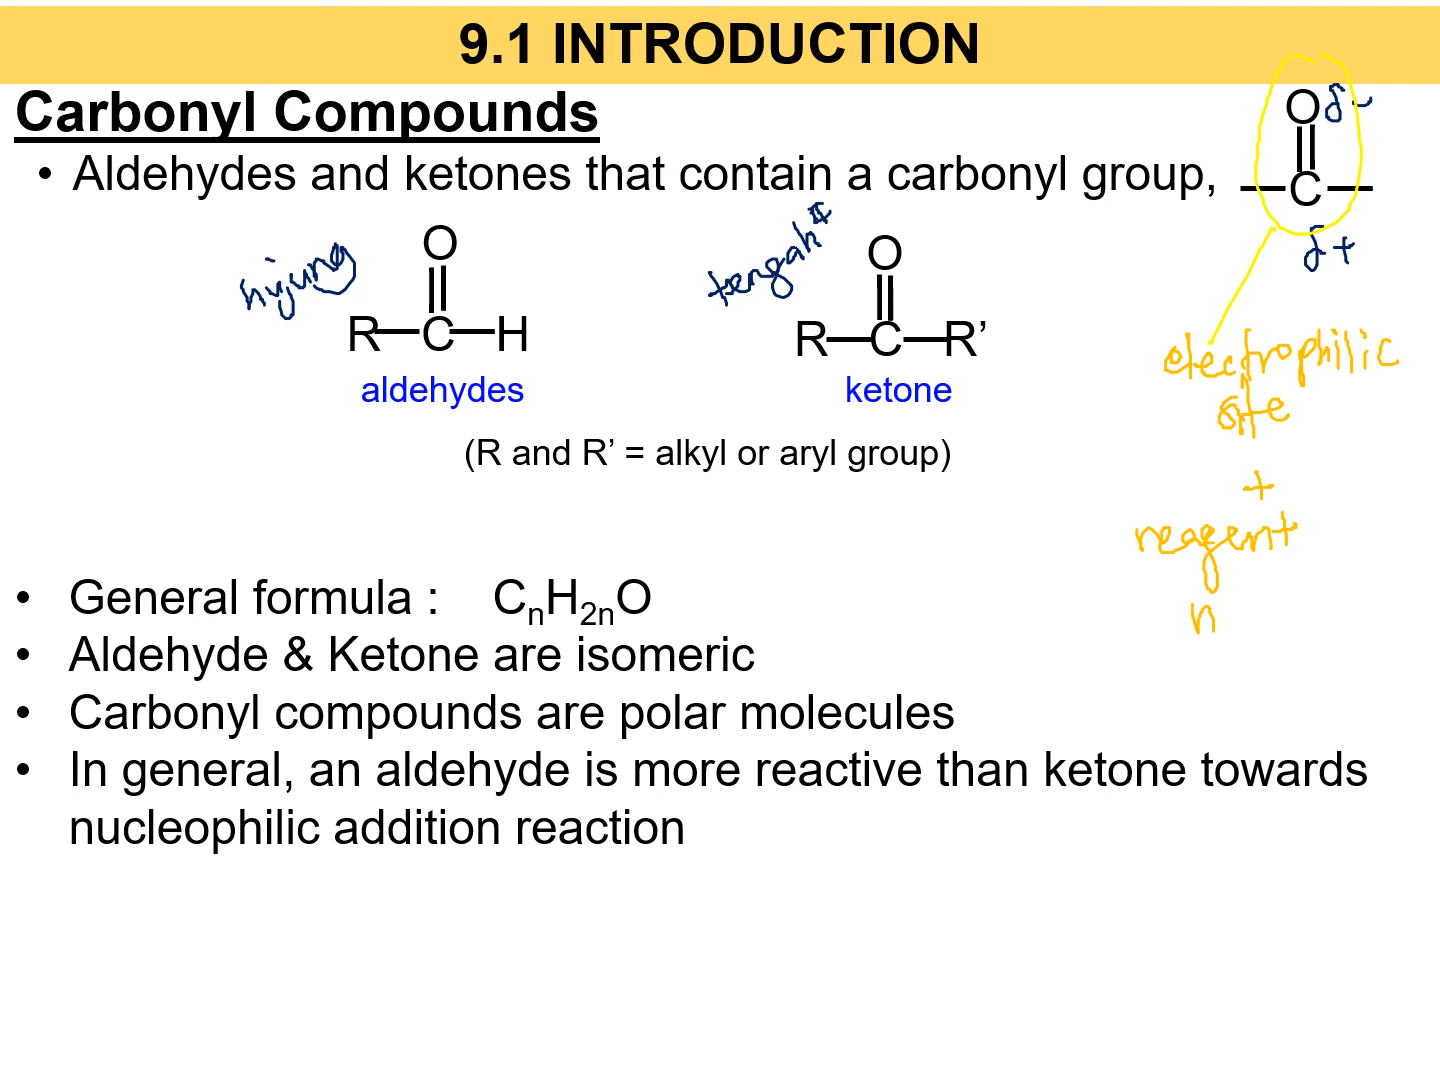 9.1 INTRODUCTION
Carbonyl Compounds
• Aldehydes and ketones that contain a carbonyl group,
O δ-
—C—
δ+
hujung
tengah²
O
R—C—H
aldehydes
O
R—C—R’
ketone
(R and R’ = alkyl or aryl group)
electrophilic
site
+
reagent
n
• General formula : CₙH₂ₙO
• Aldehyde & Ketone are isomeric
• Carbonyl compounds are polar molecules
• In general, an aldehyde is more reactive than ketone towards
nucleophilic addition reaction